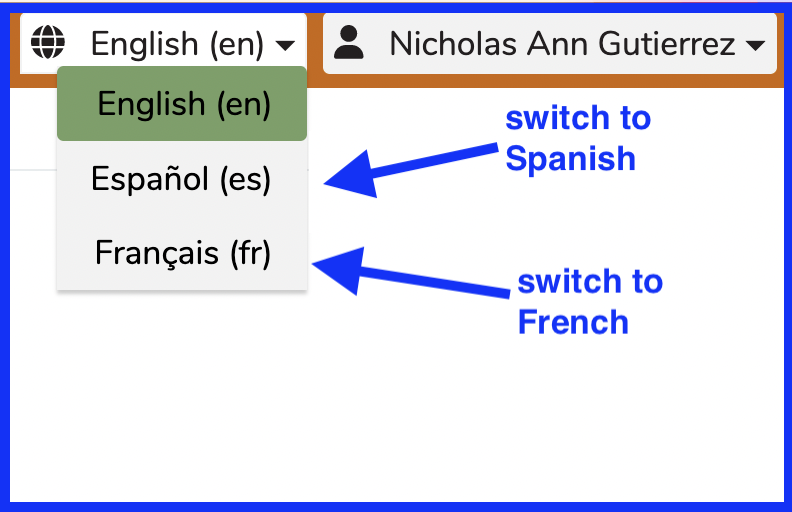 English (en)
Nicholas Ann Gutierrez
English (en)
Español (es)
Français (fr)
switch to
Spanish
switch to
French